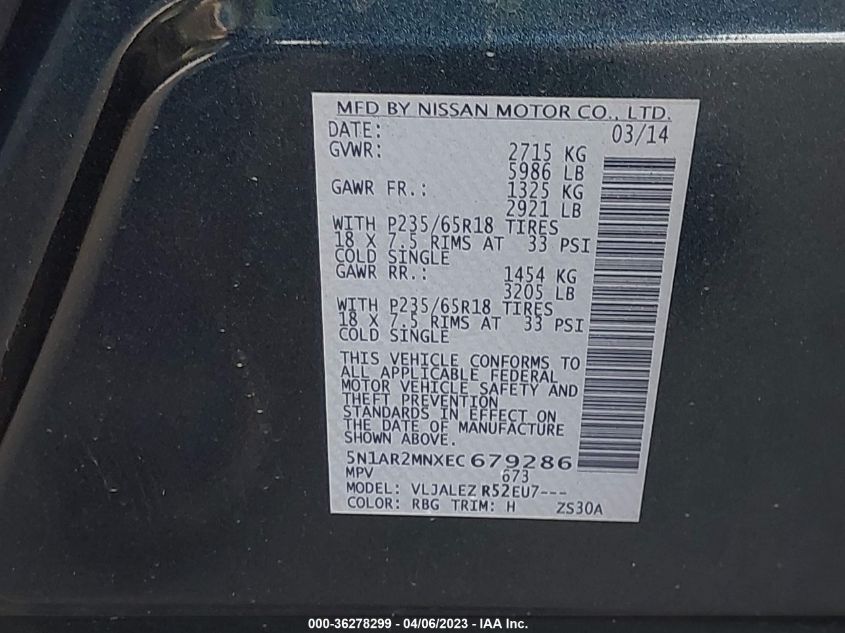 MFD BY NISSAN MOTOR CO., LTD.
DATE: 03/14
GVWR: 2715 KG
5986 LB
GAWR FR.: 1325 KG
2921 LB
WITH P235/65R18 TIRES
18 X 7.5 RIMS AT 33 PSI
COLD SINGLE
GAWR RR.: 1454 KG
3205 LB
WITH P235/65R18 TIRES
18 X 7.5 RIMS AT 33 PSI
COLD SINGLE
THIS VEHICLE CONFORMS TO
ALL APPLICABLE FEDERAL
MOTOR VEHICLE SAFETY AND
THEFT PREVENTION
STANDARDS IN EFFECT ON
THE DATE OF MANUFACTURE
SHOWN ABOVE.
5N1AR2MNXEC679286
MPV 673
MODEL: VLJALEZ R52EU7---
COLOR: RBG TRIM: H ZS30A
000-36278299 - 04/06/2023 - IAA Inc.